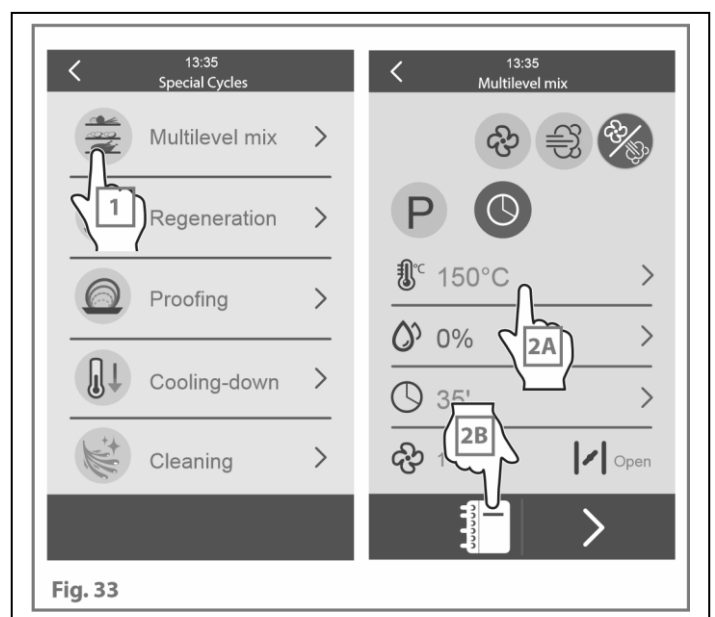 13:35
Special Cycles
Multilevel mix
1
Regeneration
Proofing
Cooling-down
Cleaning
13:35
Multilevel mix
P
°C
150°C
0%
2A
35'
2B
1
Open
Fig. 33